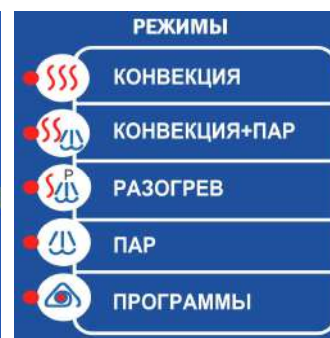 РЕЖИМЫ
КОНВЕКЦИЯ
КОНВЕКЦИЯ+ПАР
Р
РАЗОГРЕВ
ПАР
ПРОГРАММЫ